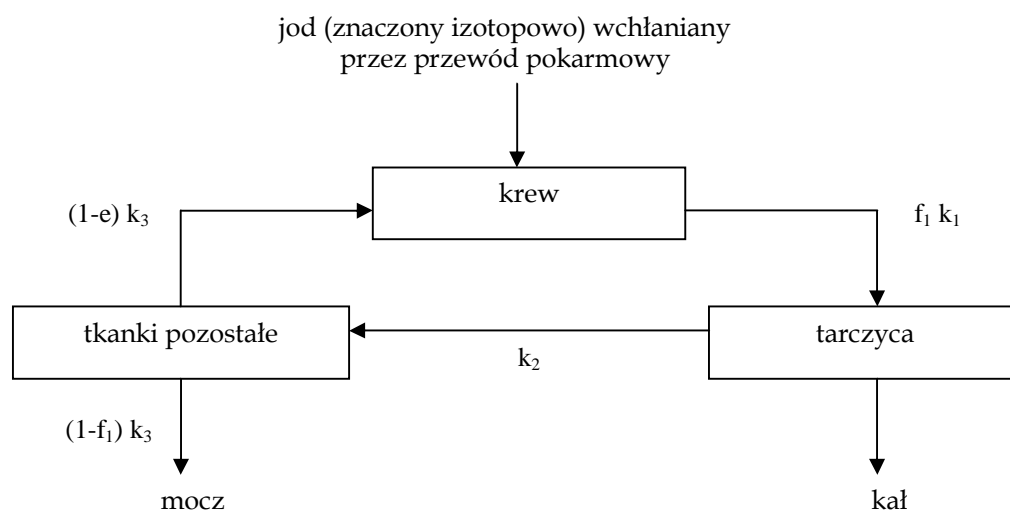 jod (znaczony izotopowo) wchłaniany
przez przewód pokarmowy
krew
(1-e) k₃
f₁ k₁
tkanki pozostałe
tarczyca
k₂
(1-f₁) k₃
mocz
kał